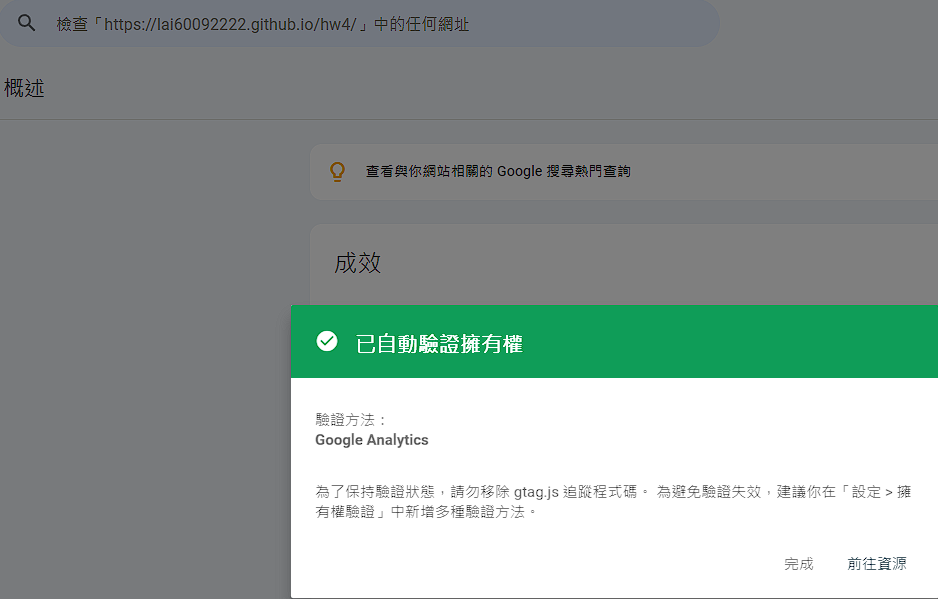 檢查「https://lai60092222.github.io/hw4/」中的任何網址
概述
查看與你網站相關的 Google 搜尋熱門查詢
成效
已自動驗證擁有權
驗證方法：
Google Analytics
為了保持驗證狀態，請勿移除 gtag.js 追蹤程式碼。 為避免驗證失效，建議你在「設定 > 擁
有權驗證」中新增多種驗證方法。
完成 前往資源